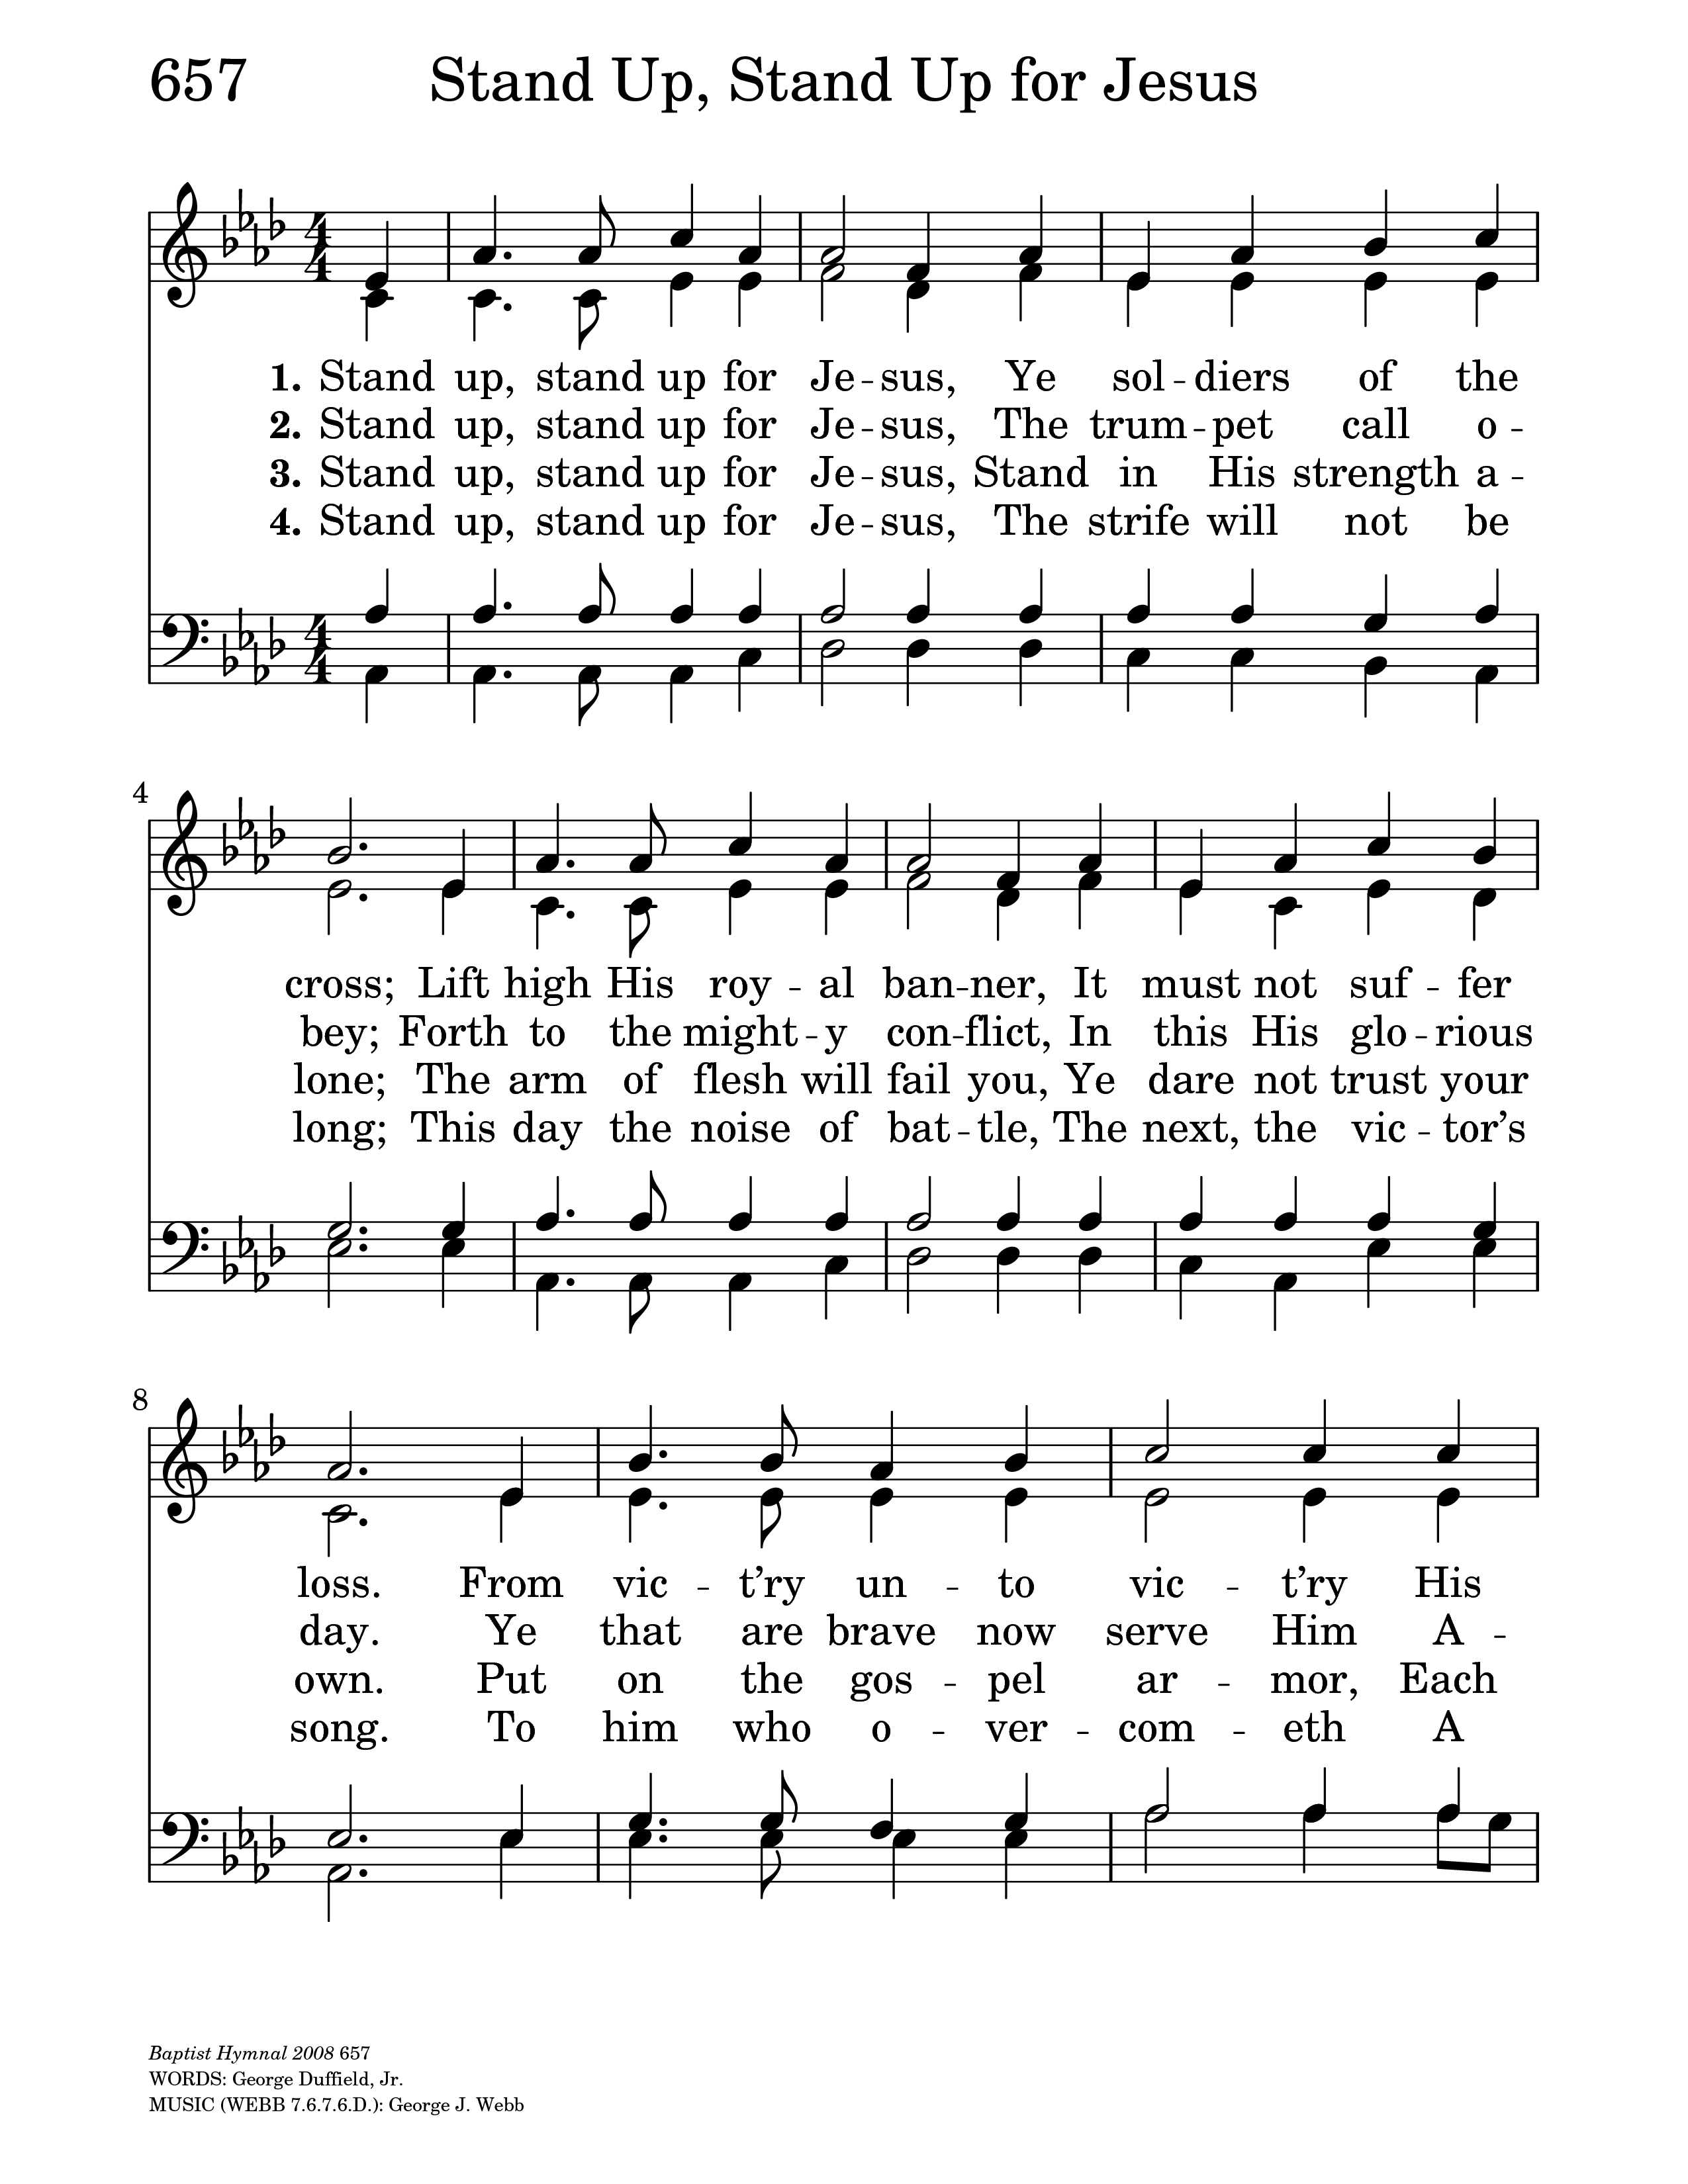 657 Stand Up, Stand Up for Jesus
1. Stand up, stand up for Je - sus, Ye sol - diers of the
2. Stand up, stand up for Je - sus, The trum - pet call o -
3. Stand up, stand up for Je - sus, Stand in His strength a -
4. Stand up, stand up for Je - sus, The strife will not be
4
cross; Lift high His roy - al ban - ner, It must not suf - fer
bey; Forth to the might - y con - flict, In this His glo - rious
lone; The arm of flesh will fail you, Ye dare not trust your
long; This day the noise of bat - tle, The next, the vic - tor’s
8
loss. From vic - t’ry un - to vic - t’ry His
day. Ye that are brave now serve Him A -
own. Put on the gos - pel ar - mor, Each
song. To him who o - ver - com - eth A
Baptist Hymnal 2008 657
WORDS: George Duffield, Jr.
MUSIC (WEBB 7.6.7.6.D.): George J. Webb